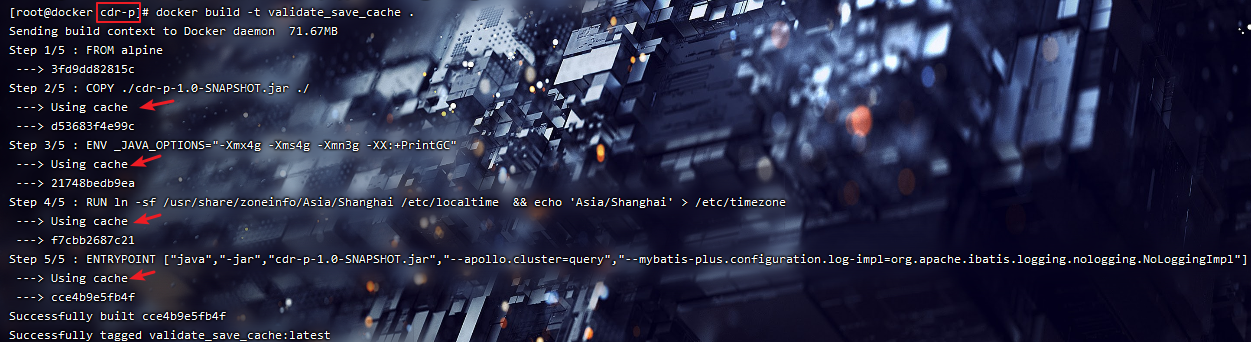 [root@docker cdr-p]# docker build -t validate_save_cache .
Sending build context to Docker daemon  71.67MB
Step 1/5 : FROM alpine
 ---> 3fd9dd82815c
Step 2/5 : COPY ./cdr-p-1.0-SNAPSHOT.jar ./
 ---> Using cache
 ---> d53683f4e99c
Step 3/5 : ENV _JAVA_OPTIONS="-Xmx4g -Xms4g -Xmn3g -XX:+PrintGC"
 ---> Using cache
 ---> 21748bedb9ea
Step 4/5 : RUN ln -sf /usr/share/zoneinfo/Asia/Shanghai /etc/localtime  && echo 'Asia/Shanghai' > /etc/timezone
 ---> Using cache
 ---> f7cbb2687c21
Step 5/5 : ENTRYPOINT ["java","-jar","cdr-p-1.0-SNAPSHOT.jar","--apollo.cluster=query","--mybatis-plus.configuration.log-impl=org.apache.ibatis.logging.nologging.NoLoggingImpl"]
 ---> Using cache
 ---> cce4b9e5fb4f
Successfully built cce4b9e5fb4f
Successfully tagged validate_save_cache:latest